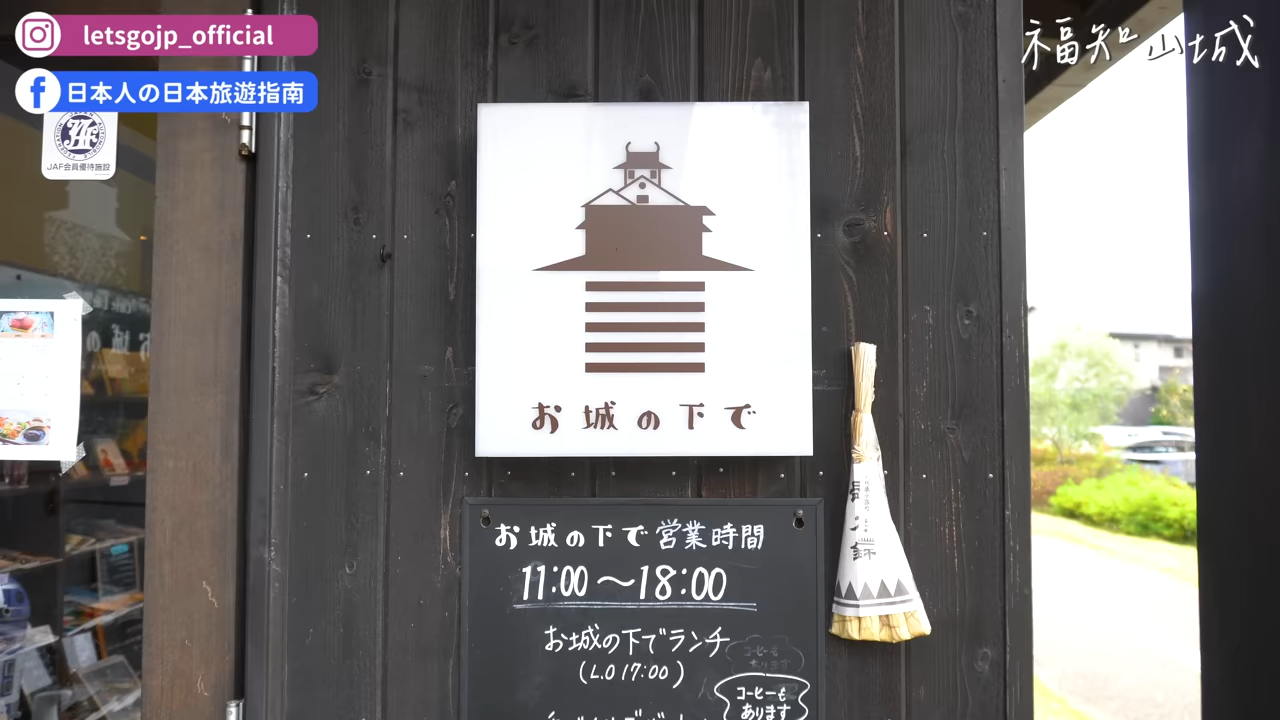 letsgojp_official
日本人の日本旅遊指南
福知山城
JAF会員優待施設
お城の下で
お城の下で営業時間
11:00〜18:00
お城の下でランチ
(L.O 17:00)
コーヒーも
あります
コーヒーも
あります